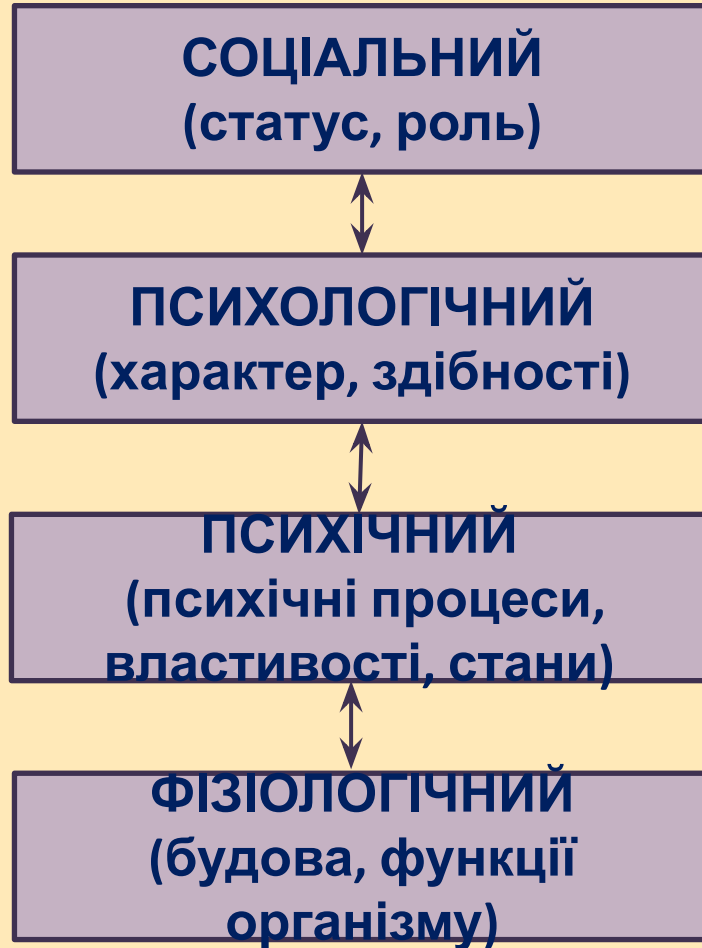 СОЦІАЛЬНИЙ
(статус, роль)
ПСИХОЛОГІЧНИЙ
(характер, здібності)
ПСИХІЧНИЙ
(психічні процеси,
властивості, стани)
ФІЗІОЛОГІЧНИЙ
(будова, функції
організму)